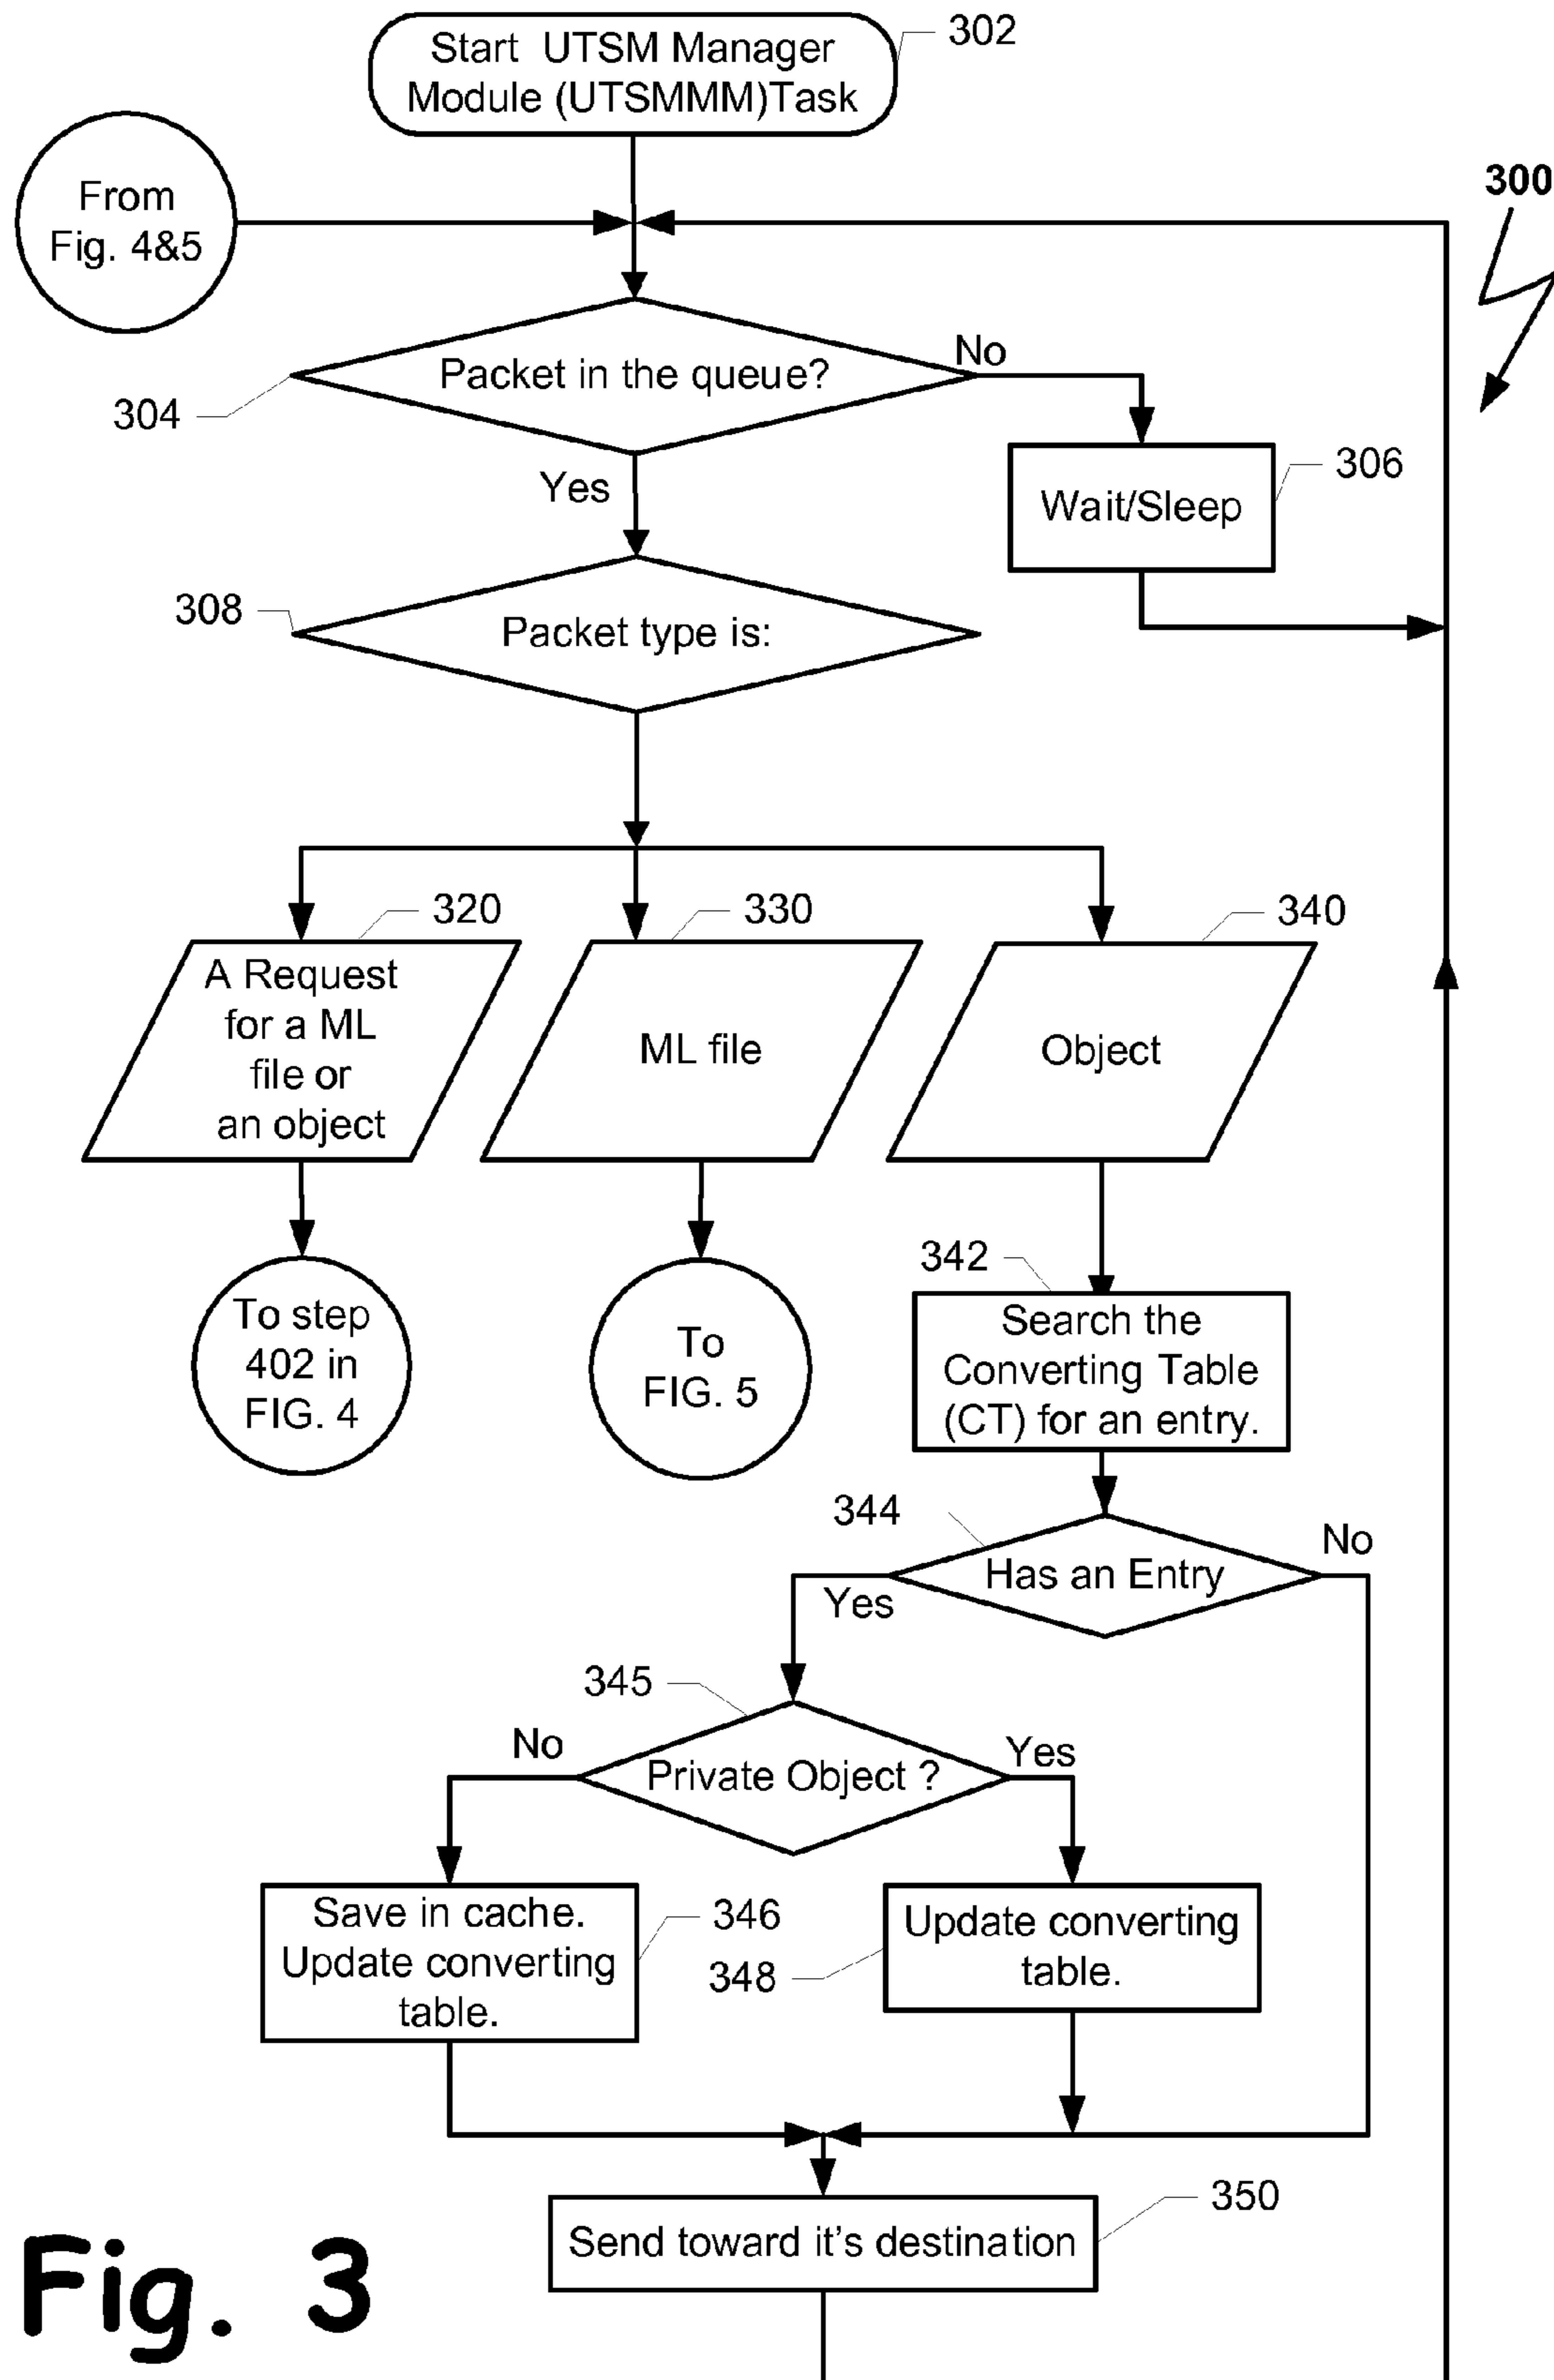 Start UTSM Manager
Module (UTSMMM)Task
302
From
Fig. 4&5
300
Packet in the queue?
No
304
Yes
Wait/Sleep
306
308
Packet type is:
320
330
340
A Request
for a ML
file or
an object
ML file
Object
To step
402 in
FIG. 4
To
FIG. 5
342
Search the
Converting Table
(CT) for an entry.
344
Has an Entry
No
Yes
345
Private Object ?
No
Yes
Save in cache.
Update converting
table.
346
348
Update converting
table.
350
Send toward it's destination
Fig. 3